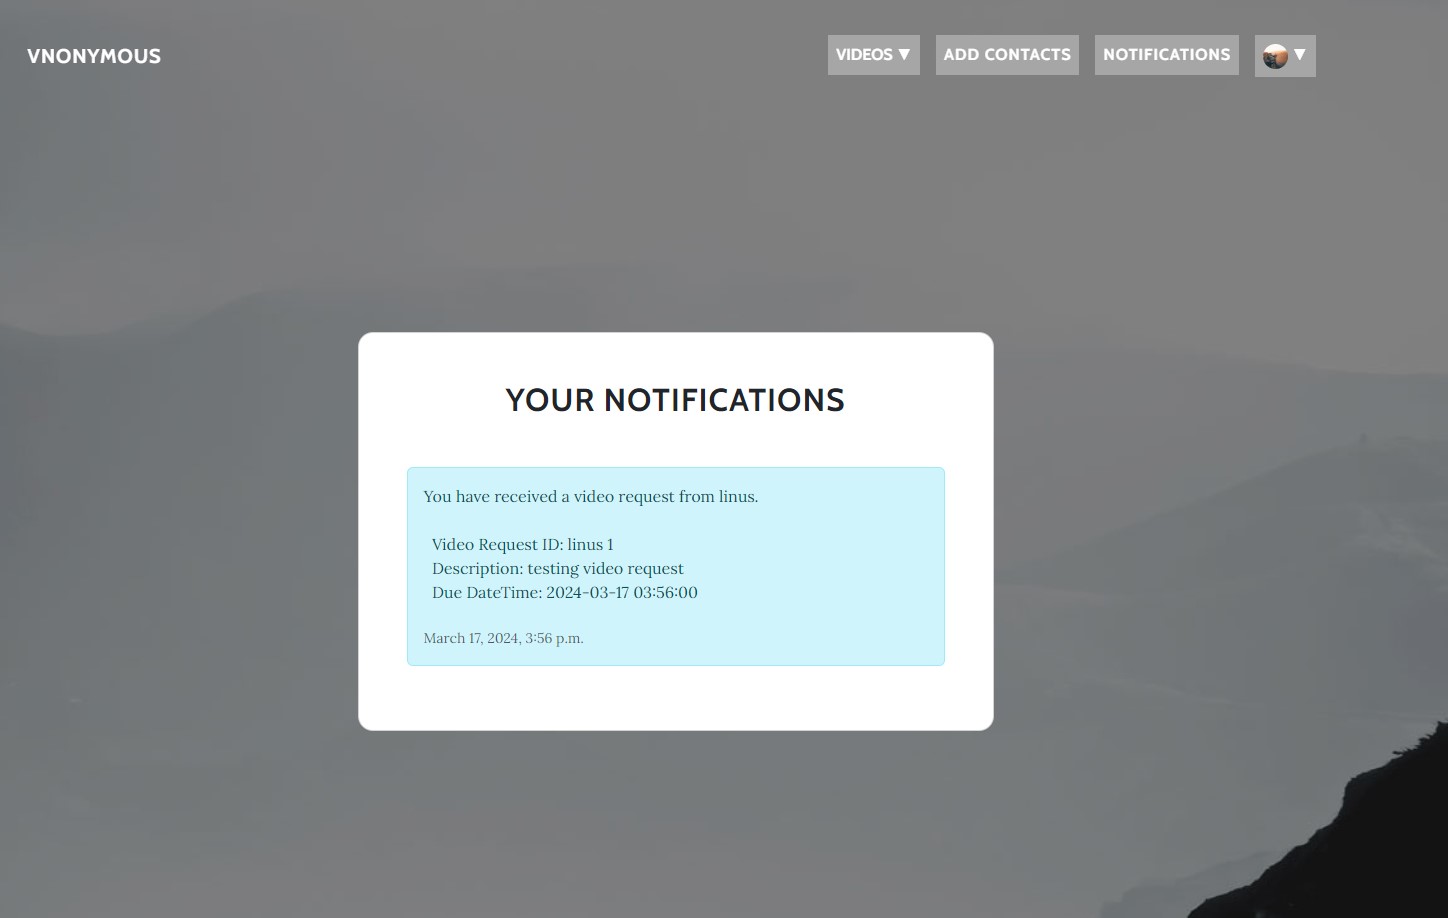 VNONYMOUS
VIDEOS ▼
ADD CONTACTS
NOTIFICATIONS
▼
YOUR NOTIFICATIONS
You have received a video request from linus.
Video Request ID: linus 1
Description: testing video request
Due DateTime: 2024-03-17 03:56:00
March 17, 2024, 3:56 p.m.